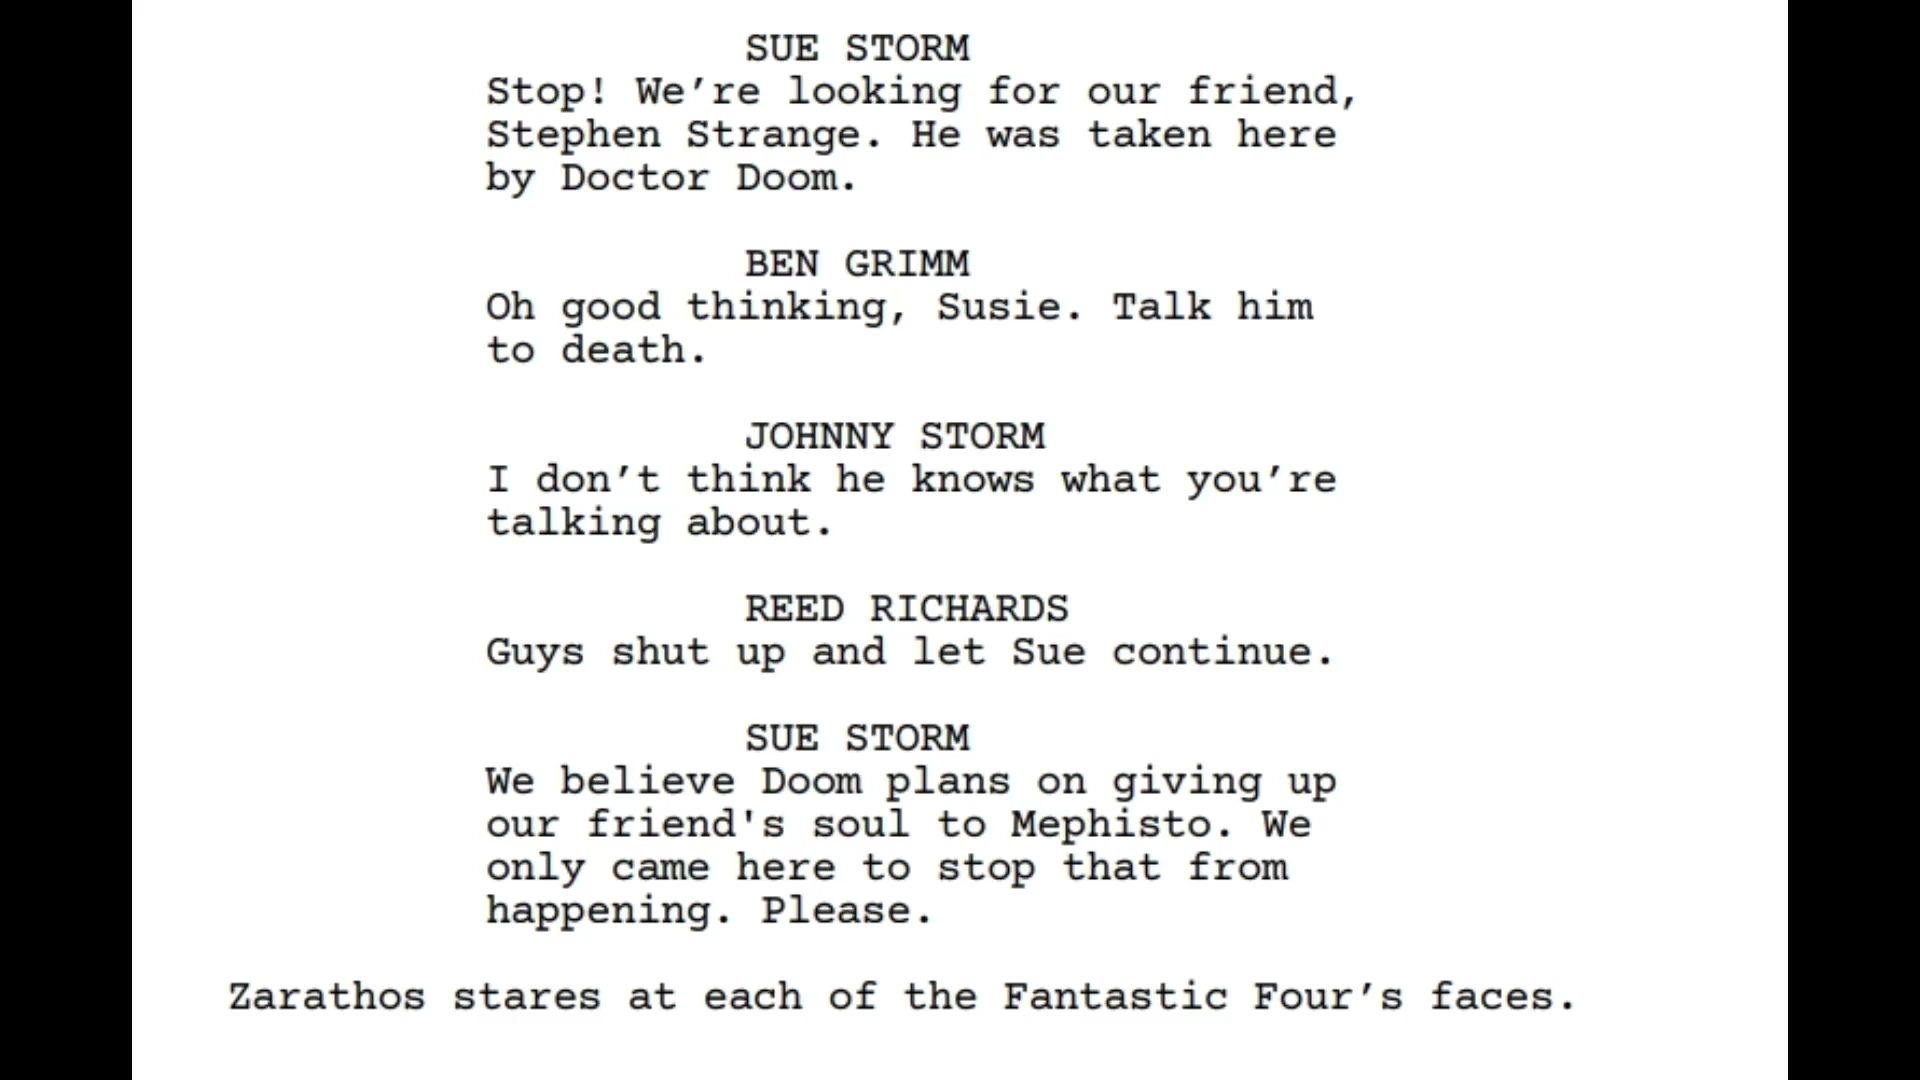 SUE STORM
Stop! We’re looking for our friend,
Stephen Strange. He was taken here
by Doctor Doom.
BEN GRIMM
Oh good thinking, Susie. Talk him
to death.
JOHNNY STORM
I don’t think he knows what you’re
talking about.
REED RICHARDS
Guys shut up and let Sue continue.
SUE STORM
We believe Doom plans on giving up
our friend's soul to Mephisto. We
only came here to stop that from
happening. Please.
Zarathos stares at each of the Fantastic Four’s faces.